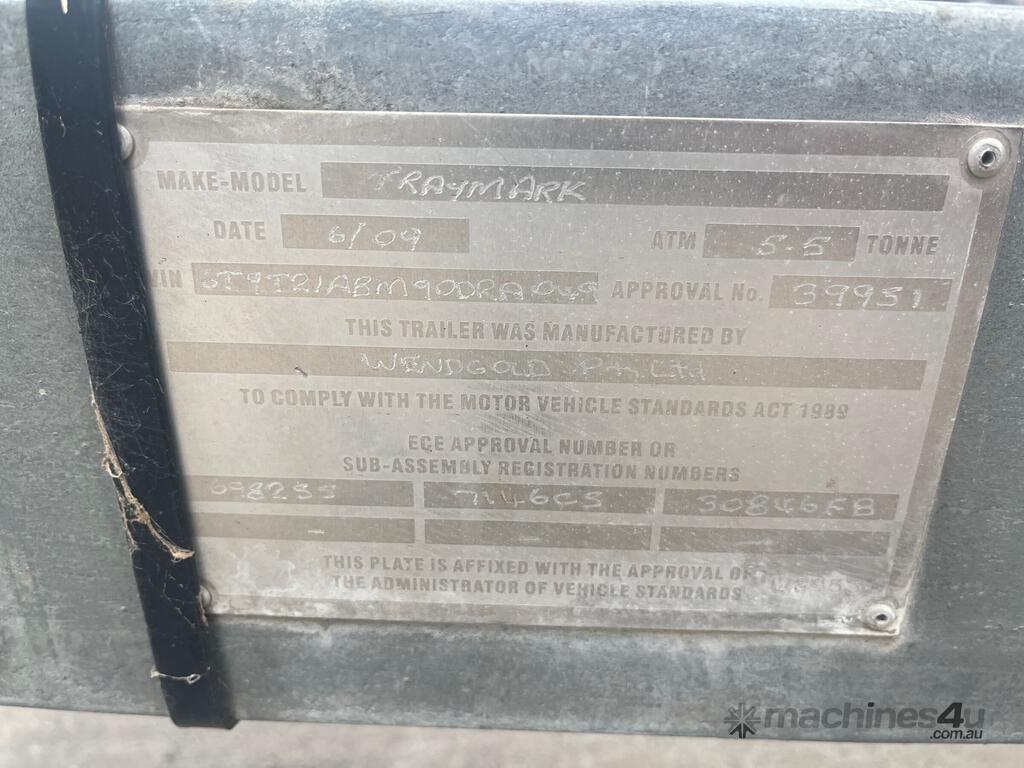 MAKE-MODEL TRAYMARK
DATE 6/09 ATM 5.5 TONNE
VIN 6T9T21ABM90DRA049 APPROVAL No. 39951
THIS TRAILER WAS MANUFACTURED BY
WENDGOLD Pty Ltd
TO COMPLY WITH THE MOTOR VEHICLE STANDARDS ACT 1989
ECE APPROVAL NUMBER OR
SUB-ASSEMBLY REGISTRATION NUMBERS
30846FB
- - -
THIS PLATE IS AFFIXED WITH THE APPROVAL OF
THE ADMINISTRATOR OF VEHICLE STANDARDS
machines4u
.com.au